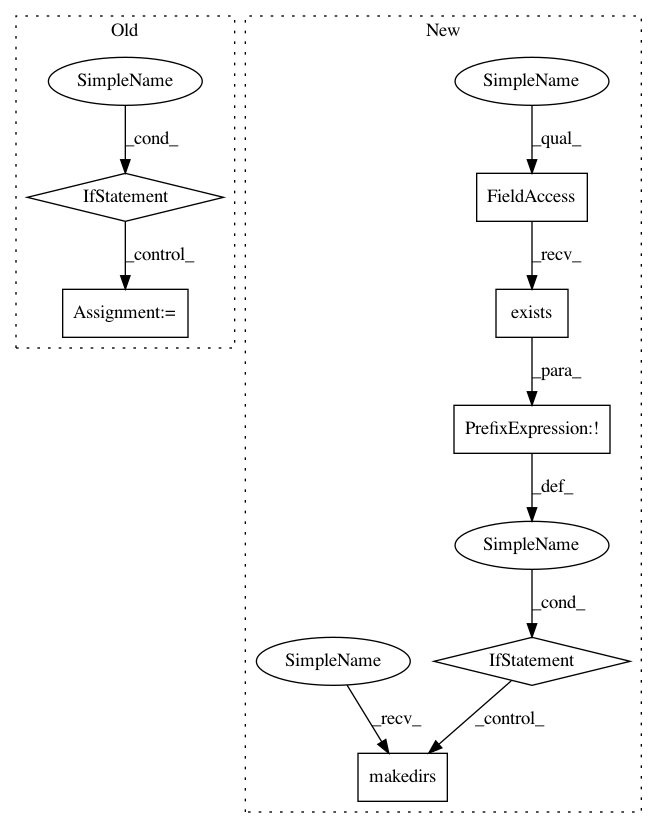 Old
SimpleName
_cond_
IfStatement
_control_
Assignment:=
New
SimpleName
_qual_
FieldAccess
_recv_
exists
_para_
PrefixExpression:!
_def_
SimpleName
_cond_
SimpleName
IfStatement
_recv_
_control_
makedirs